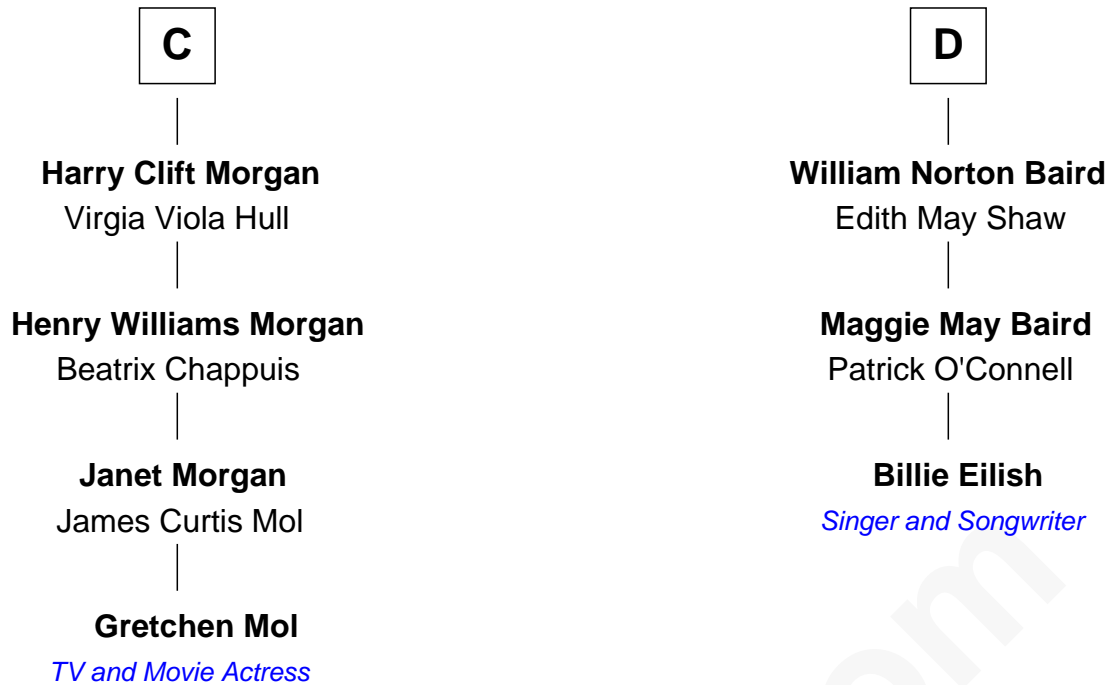 C
Harry Clift Morgan
Virgia Viola Hull
Henry Williams Morgan
Beatrix Chappuis
Janet Morgan
James Curtis Mol
Gretchen Mol
TV and Movie Actress
D
William Norton Baird
Edith May Shaw
Maggie May Baird
Patrick O'Connell
Billie Eilish
Singer and Songwriter
om